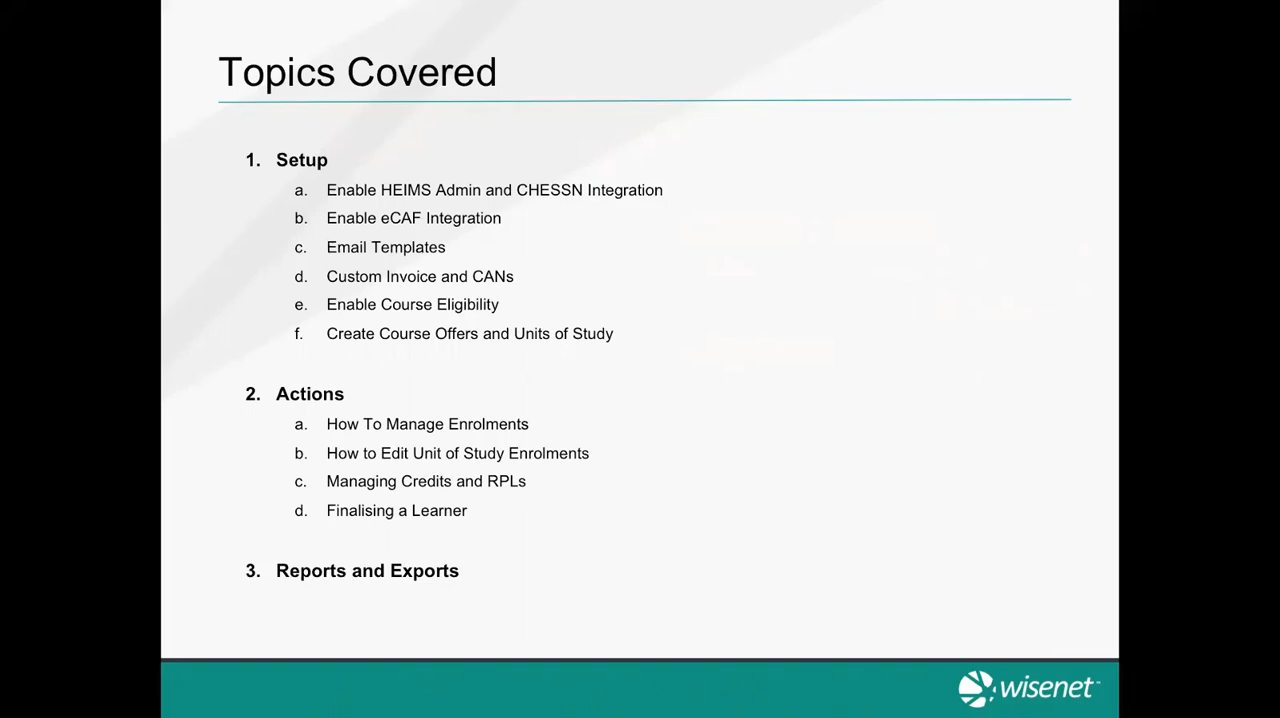 Topics Covered
1. Setup
a. Enable HEIMS Admin and CHESSN Integration
b. Enable eCAF Integration
c. Email Templates
d. Custom Invoice and CANs
e. Enable Course Eligibility
f. Create Course Offers and Units of Study
2. Actions
a. How To Manage Enrolments
b. How to Edit Unit of Study Enrolments
c. Managing Credits and RPLs
d. Finalising a Learner
3. Reports and Exports
wisenet